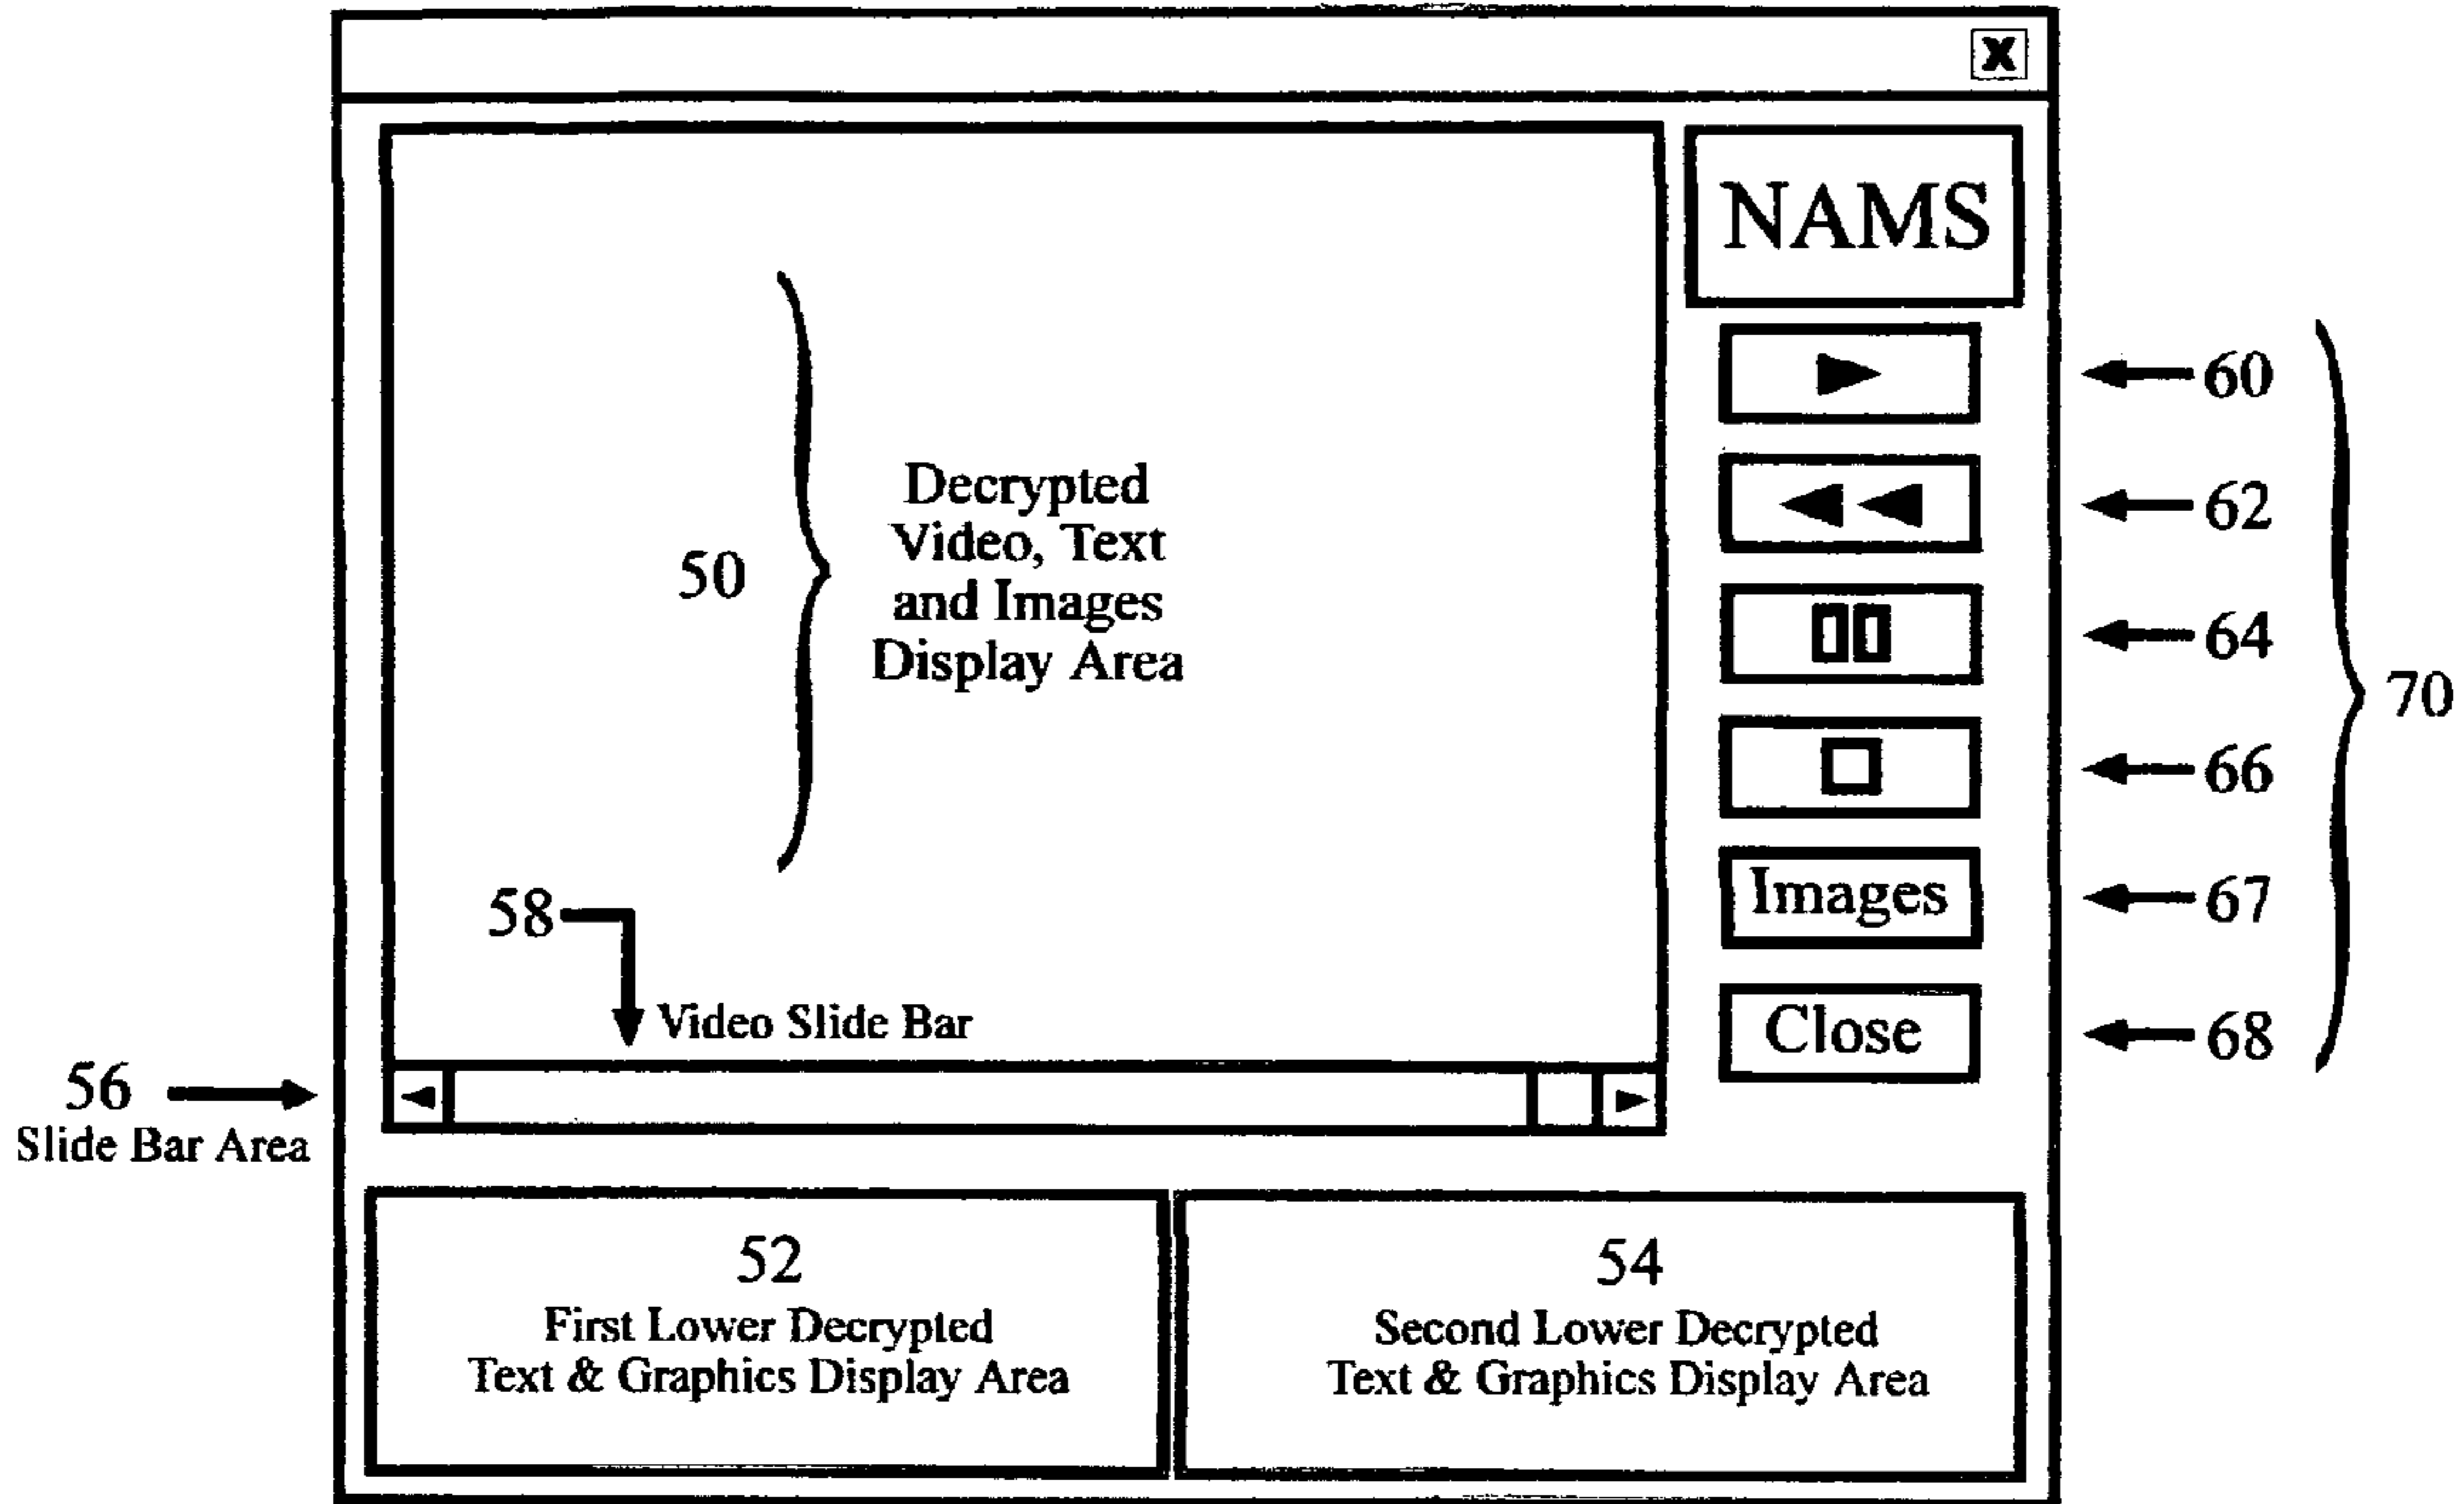 X
NAMS
60
62
50
Decrypted
Video, Text
and Images
Display Area
64
70
66
Images
67
58
Video Slide Bar
Close
68
56
Slide Bar Area
52
First Lower Decrypted
Text & Graphics Display Area
54
Second Lower Decrypted
Text & Graphics Display Area